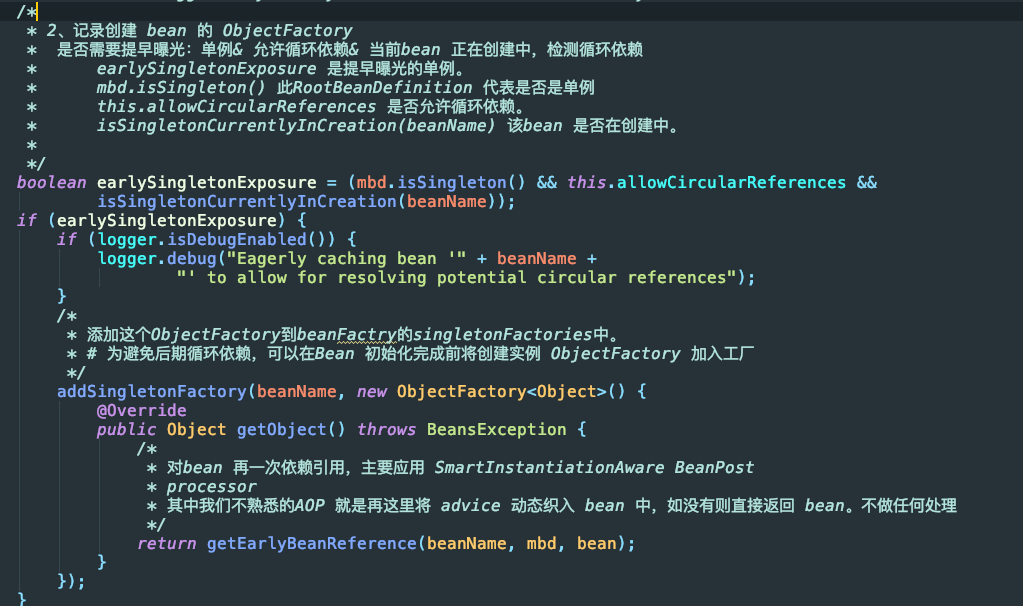 /*
 * 2、记录创建 bean 的 ObjectFactory
 *  是否需要提早曝光：单例& 允许循环依赖& 当前bean 正在创建中，检测循环依赖
 *      earlySingletonExposure 是提早曝光的单例。
 *      mbd.isSingleton() 此RootBeanDefinition 代表是否是单例
 *      this.allowCircularReferences 是否允许循环依赖。
 *      isSingletonCurrentlyInCreation(beanName) 该bean 是否在创建中。
 *
 */
boolean earlySingletonExposure = (mbd.isSingleton() && this.allowCircularReferences &&
        isSingletonCurrentlyInCreation(beanName));
if (earlySingletonExposure) {
    if (logger.isDebugEnabled()) {
        logger.debug("Eagerly caching bean '" + beanName +
                "' to allow for resolving potential circular references");
    }
    /*
     * 添加这个ObjectFactory到beanFactry的singletonFactories中。
     * # 为避免后期循环依赖，可以在Bean 初始化完成前将创建实例 ObjectFactory 加入工厂
     */
    addSingletonFactory(beanName, new ObjectFactory<Object>() {
        @Override
        public Object getObject() throws BeansException {
            /*
             * 对bean 再一次依赖引用，主要应用 SmartInstantiationAware BeanPost
             * processor
             * 其中我们不熟悉的AOP 就是再这里将 advice 动态织入 bean 中，如没有则直接返回 bean。不做任何处理
             */
            return getEarlyBeanReference(beanName, mbd, bean);
        }
    });
}